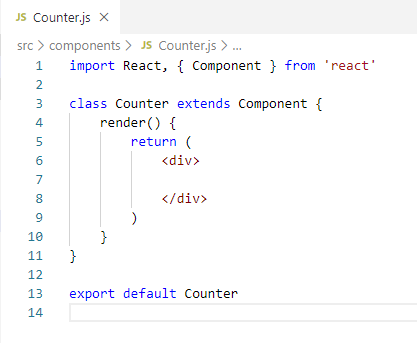 JS Counter.js ×
src > components > JS Counter.js > ...
1 import React, { Component } from 'react'
2
3 class Counter extends Component {
4     render() {
5         return (
6             <div>
7
8             </div>
9         )
10     }
11 }
12
13 export default Counter
14